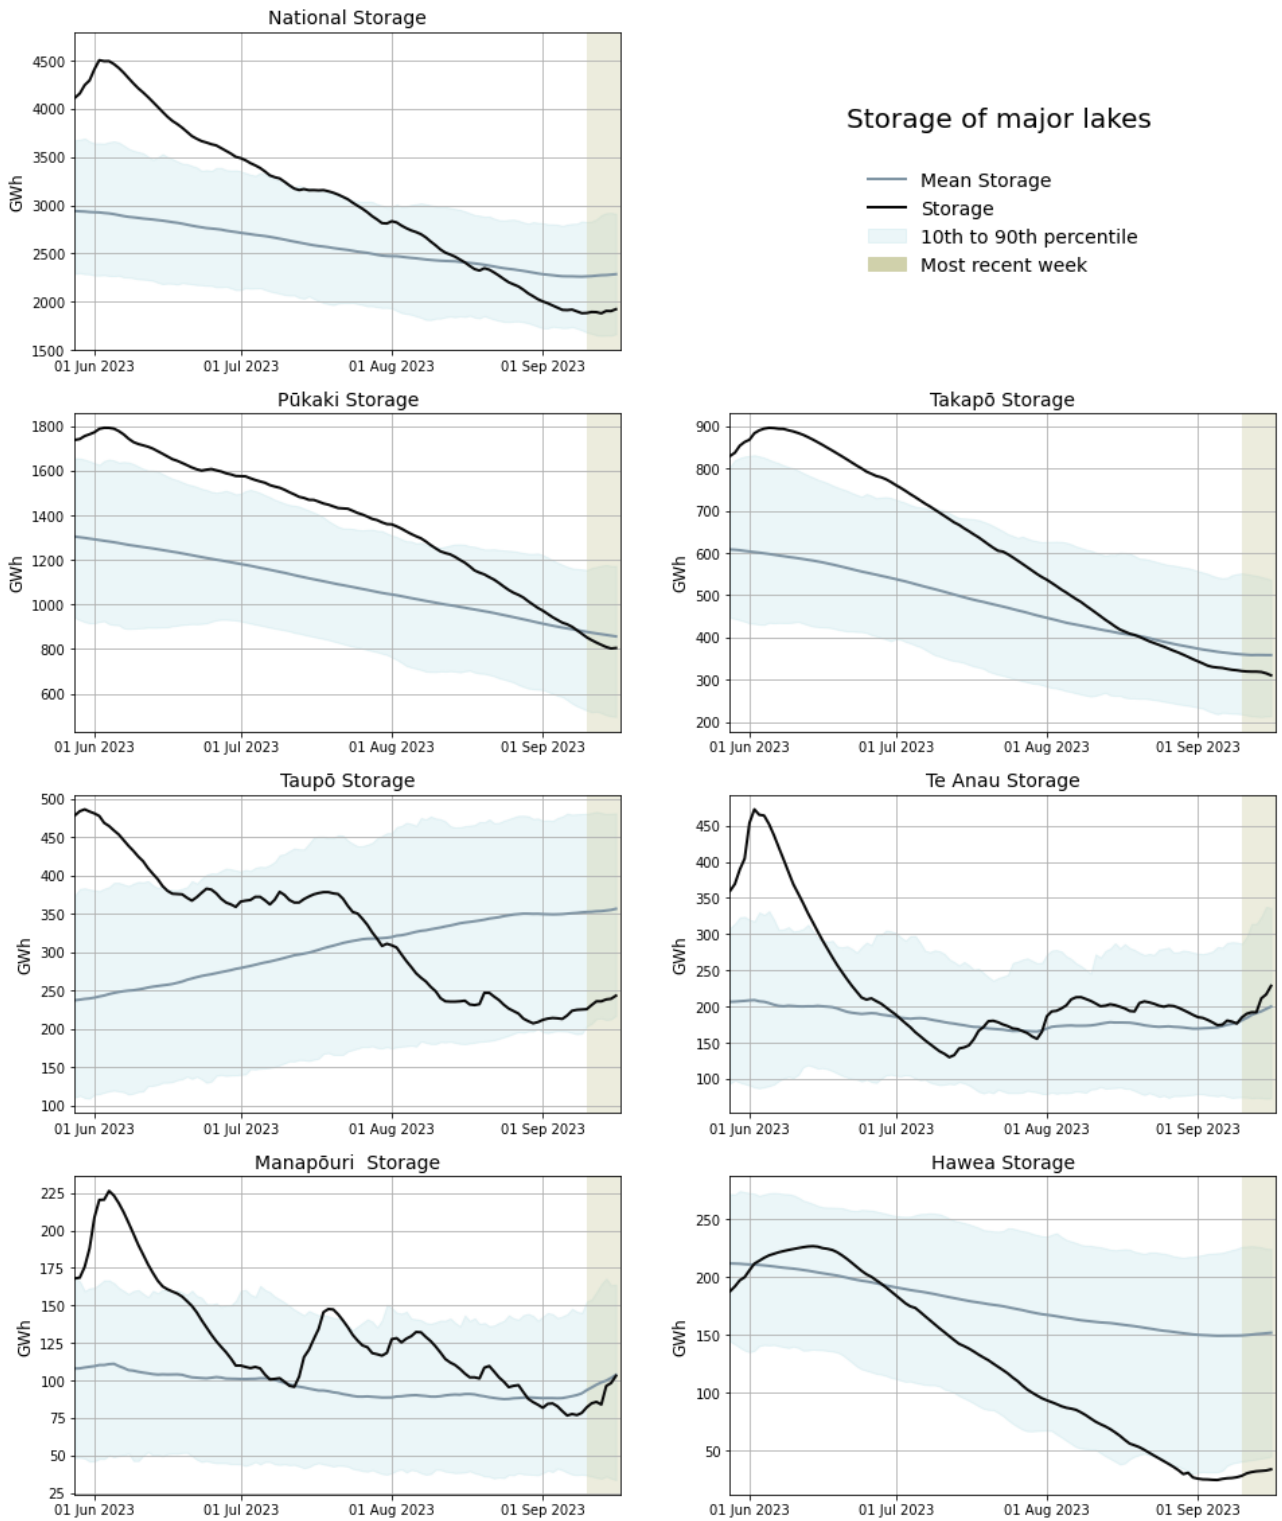 National Storage
GWh
4500
4000
3500
3000
2500
2000
1500
01 Jun 2023 01 Jul 2023 01 Aug 2023 01 Sep 2023
Storage of major lakes
Mean Storage
Storage
10th to 90th percentile
Most recent week
Pūkaki Storage
GWh
1800
1600
1400
1200
1000
800
600
01 Jun 2023 01 Jul 2023 01 Aug 2023 01 Sep 2023
Takapō Storage
GWh
900
800
700
600
500
400
300
200
01 Jun 2023 01 Jul 2023 01 Aug 2023 01 Sep 2023
Taupō Storage
GWh
500
450
400
350
300
250
200
150
100
01 Jun 2023 01 Jul 2023 01 Aug 2023 01 Sep 2023
Te Anau Storage
GWh
450
400
350
300
250
200
150
100
01 Jun 2023 01 Jul 2023 01 Aug 2023 01 Sep 2023
Manapōuri  Storage
GWh
225
200
175
150
125
100
75
50
25
01 Jun 2023 01 Jul 2023 01 Aug 2023 01 Sep 2023
Hawea Storage
GWh
250
200
150
100
50
01 Jun 2023 01 Jul 2023 01 Aug 2023 01 Sep 2023